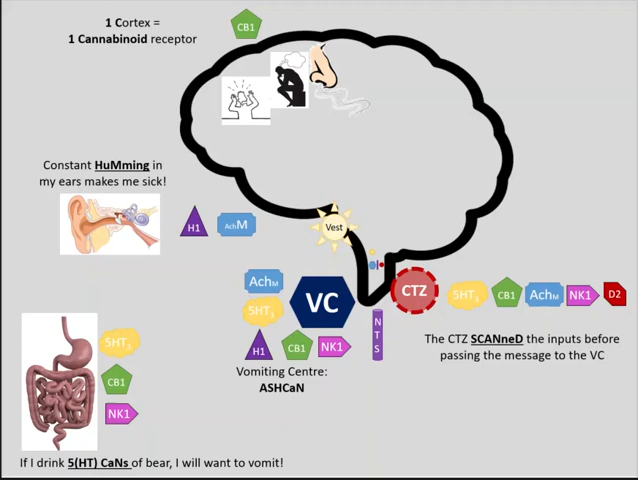 1 Cortex =
1 Cannabinoid receptor
CB1
Constant HuMming in
my ears makes me sick!
H1
AchM
Vest
AchM
5HT3
VC
H1
CB1
NK1
Vomiting Centre:
ASHCaN
NTS
CTZ
5HT3
CB1
AchM
NK1
D2
The CTZ SCANneD the inputs before
passing the message to the VC
5HT3
CB1
NK1
If I drink 5(HT) CaNs of bear, I will want to vomit!